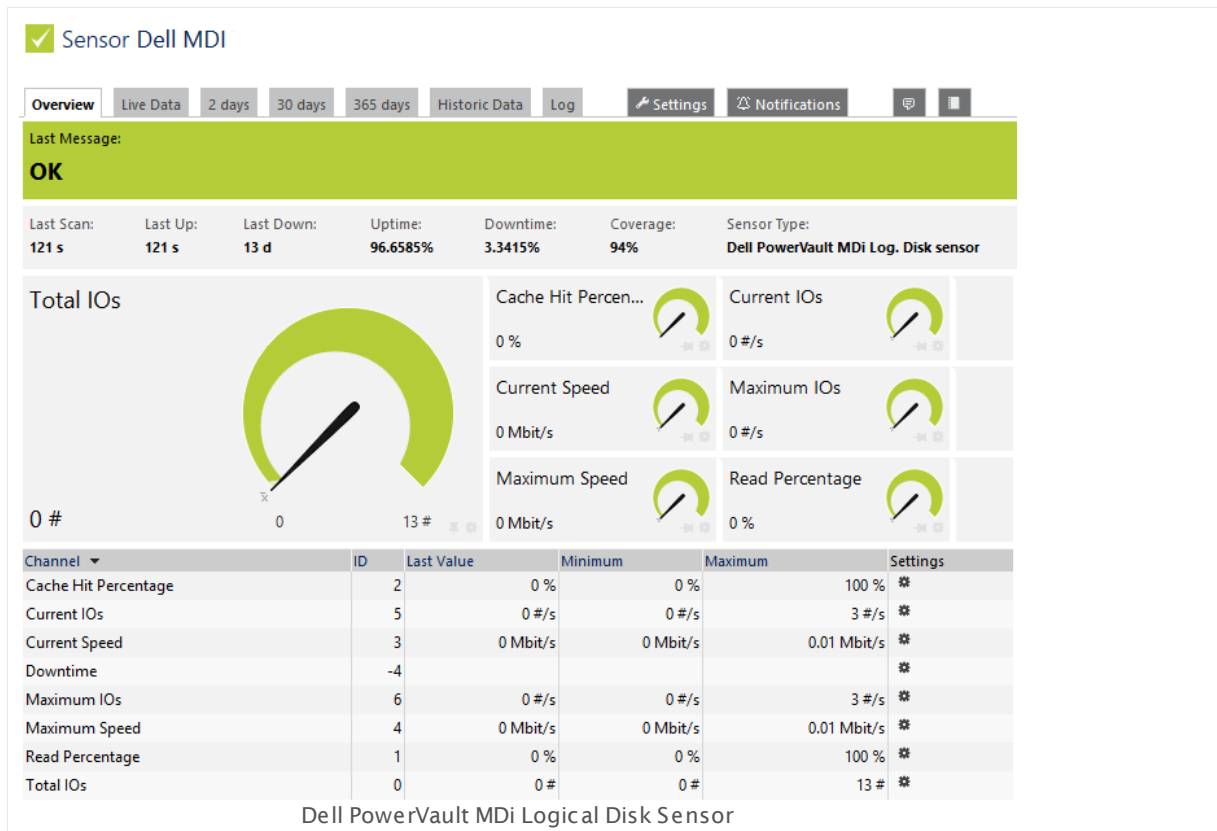 Sensor Dell MDI
Overview Live Data 2 days 30 days 365 days Historic Data Log Settings Notifications
Last Message:
OK
Last Scan: Last Up: Last Down: Uptime: Downtime: Coverage: Sensor Type:
121 s 121 s 13 d 96.6585% 3.3415% 94% Dell PowerVault MDi Log. Disk sensor
Total IOs
0 #
0 13 #
Cache Hit Percen...
0 %
Current IOs
0 #/s
Current Speed
0 Mbit/s
Maximum IOs
0 #/s
Maximum Speed
0 Mbit/s
Read Percentage
0 %
Channel ID Last Value Minimum Maximum Settings
Cache Hit Percentage 2 0 % 0 % 100 %
Current IOs 5 0 #/s 0 #/s 3 #/s
Current Speed 3 0 Mbit/s 0 Mbit/s 0.01 Mbit/s
Downtime -4
Maximum IOs 6 0 #/s 0 #/s 3 #/s
Maximum Speed 4 0 Mbit/s 0 Mbit/s 0.01 Mbit/s
Read Percentage 1 0 % 0 % 100 %
Total IOs 0 0 # 0 # 13 #
Dell PowerVault MDi Logical Disk Sensor